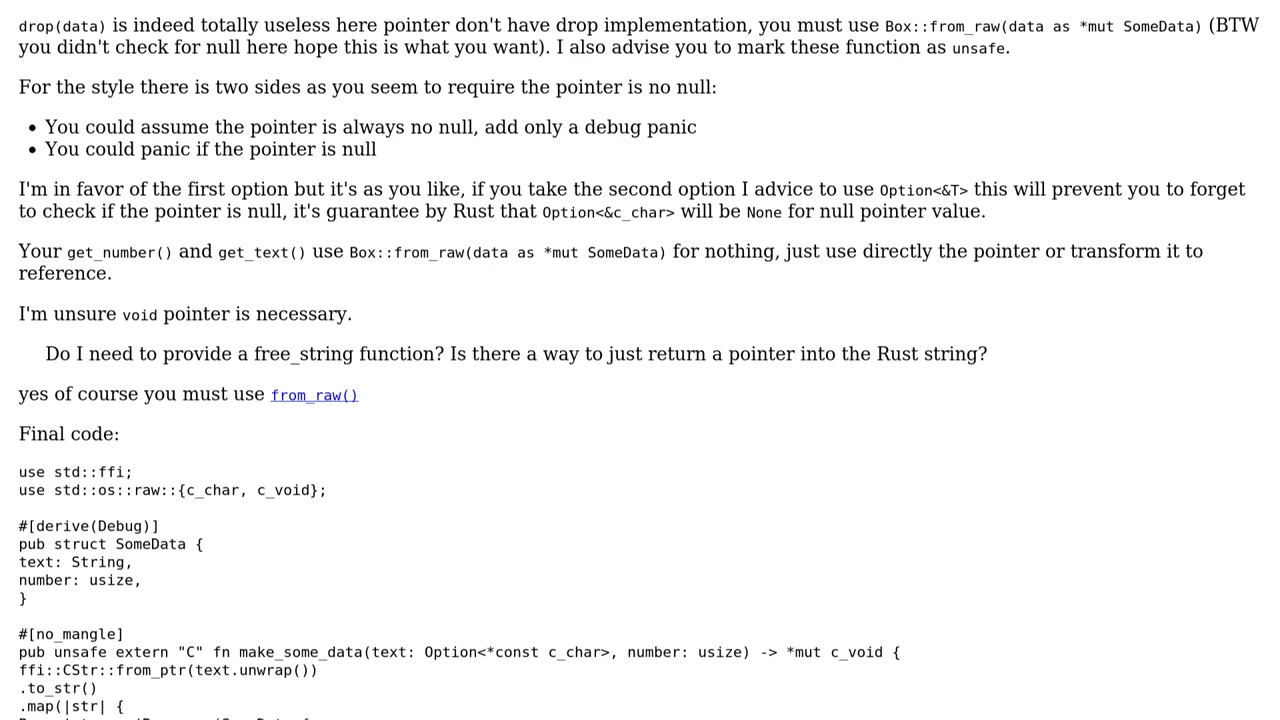 drop(data) is indeed totally useless here pointer don't have drop implementation, you must use Box::from_raw(data as *mut SomeData) (BTW
you didn't check for null here hope this is what you want). I also advise you to mark these function as unsafe.
For the style there is two sides as you seem to require the pointer is no null:
• You could assume the pointer is always no null, add only a debug panic
• You could panic if the pointer is null
I'm in favor of the first option but it's as you like, if you take the second option I advice to use Option<&T> this will prevent you to forget
to check if the pointer is null, it's guarantee by Rust that Option<&c_char> will be None for null pointer value.
Your get_number() and get_text() use Box::from_raw(data as *mut SomeData) for nothing, just use directly the pointer or transform it to
reference.
I'm unsure void pointer is necessary.
Do I need to provide a free_string function? Is there a way to just return a pointer into the Rust string?
yes of course you must use from_raw()
Final code:
use std::ffi;
use std::os::raw::{c_char, c_void};
#[derive(Debug)]
pub struct SomeData {
text: String,
number: usize,
}
#[no_mangle]
pub unsafe extern "C" fn make_some_data(text: Option<*const c_char>, number: usize) -> *mut c_void {
ffi::CStr::from_ptr(text.unwrap())
.to_str()
.map(|str| {